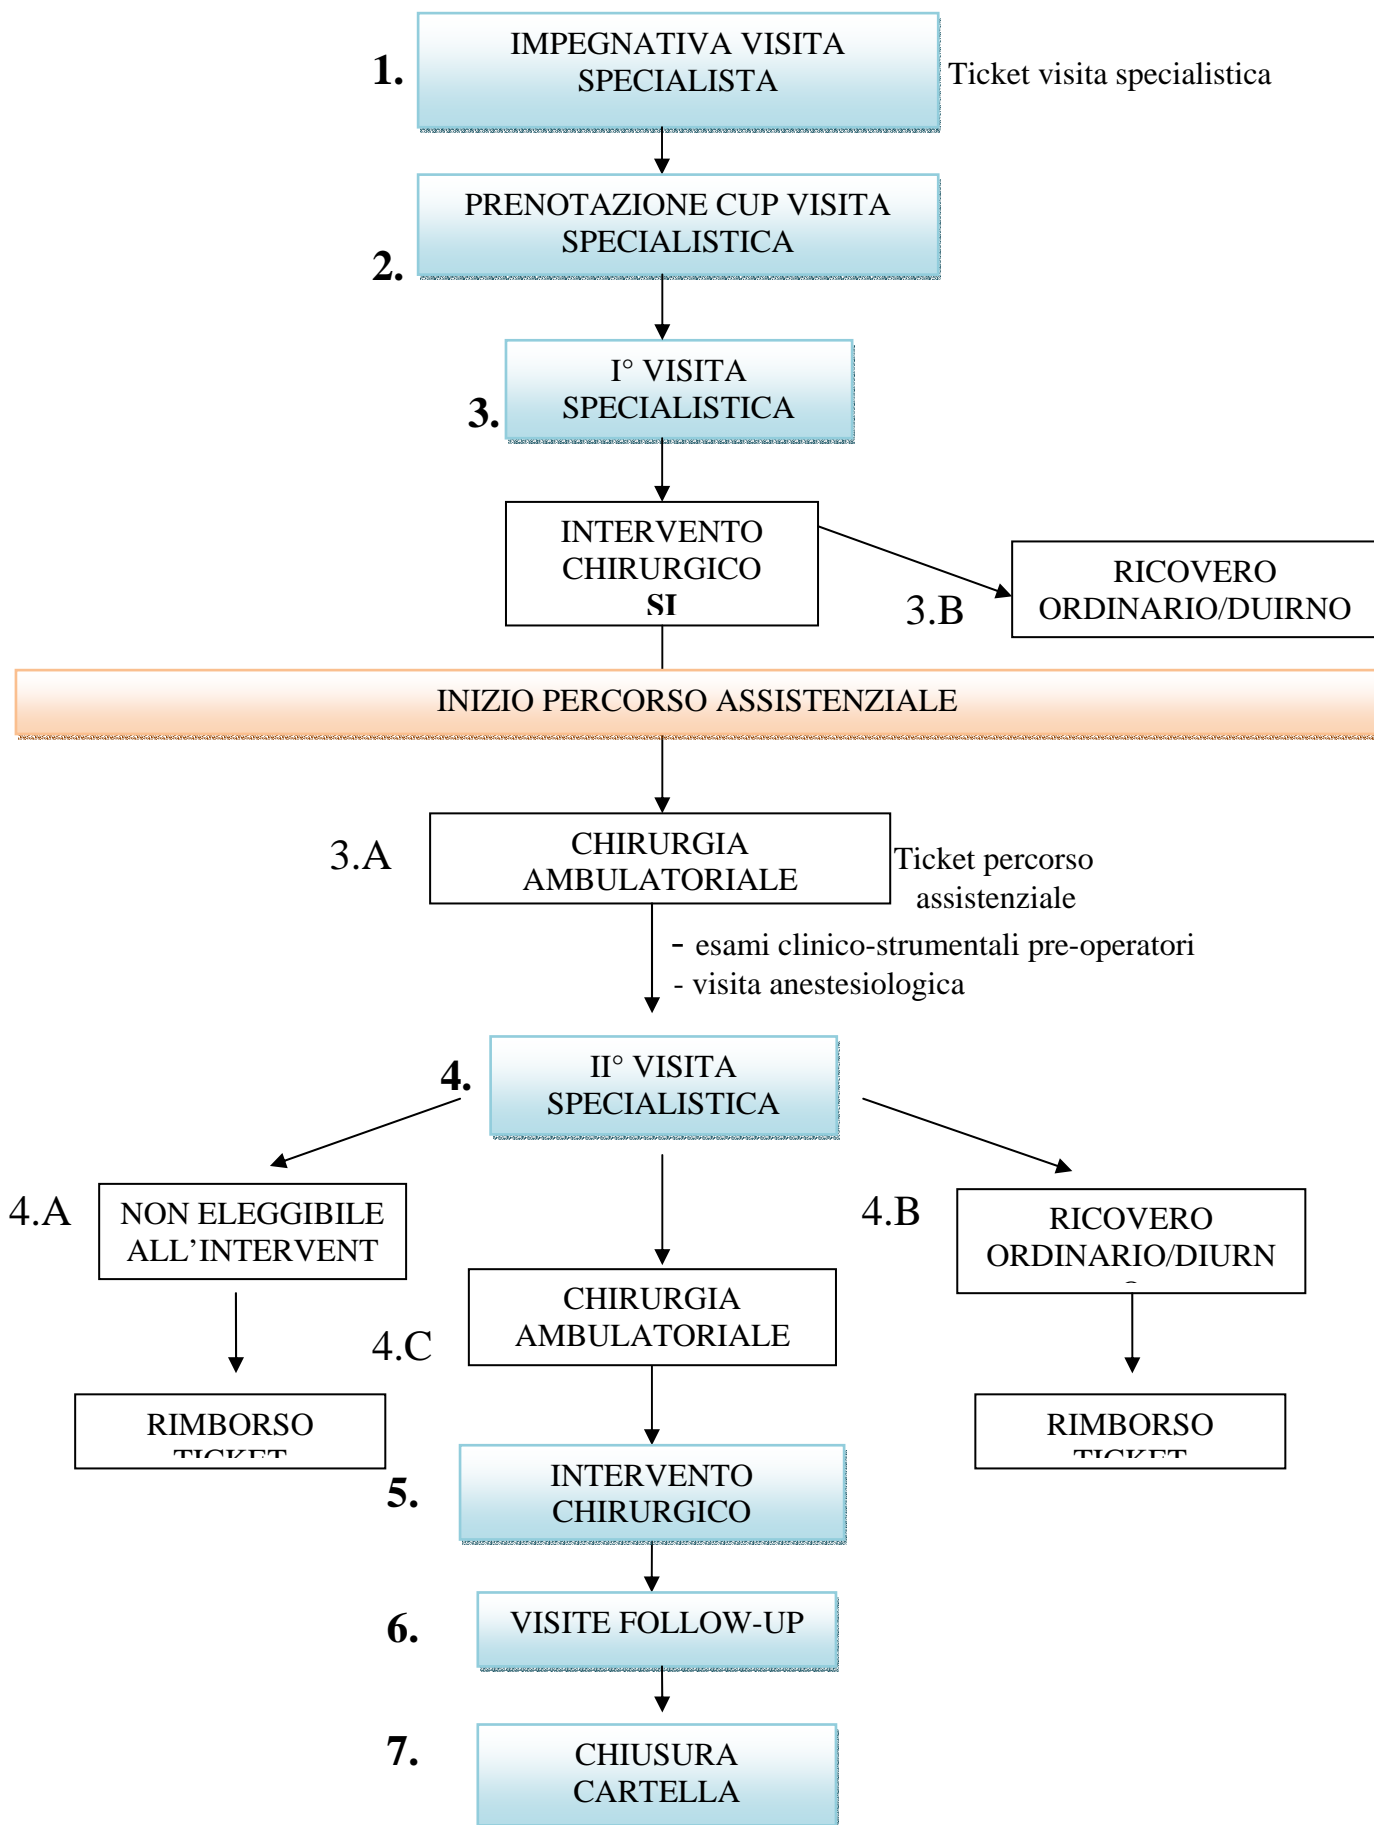 1.
IMPEGNATIVA VISITA
SPECIALISTA
Ticket visita specialistica
PRENOTAZIONE CUP VISITA
SPECIALISTICA
2.
I° VISITA
SPECIALISTICA
3.
INTERVENTO
CHIRURGICO
SI
3.B
RICOVERO
ORDINARIO/DUIRNO
INIZIO PERCORSO ASSISTENZIALE
3.A
CHIRURGIA
AMBULATORIALE
Ticket percorso
assistenziale
- esami clinico-strumentali pre-operatori
- visita anestesiologica
4.
II° VISITA
SPECIALISTICA
4.A
NON ELEGGIBILE
ALL’INTERVENT
4.B
RICOVERO
ORDINARIO/DIURN
4.C
CHIRURGIA
AMBULATORIALE
RIMBORSO
TICKET
RIMBORSO
TICKET
5.
INTERVENTO
CHIRURGICO
6.
VISITE FOLLOW-UP
7.
CHIUSURA
CARTELLA